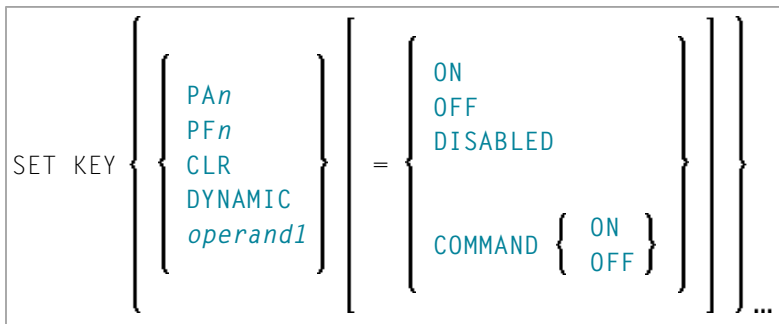 PAn
PFn
SET KEY { { CLR } [ = { ON
DYNAMIC
operand1
OFF
DISABLED
COMMAND { ON
OFF } } ] } ...